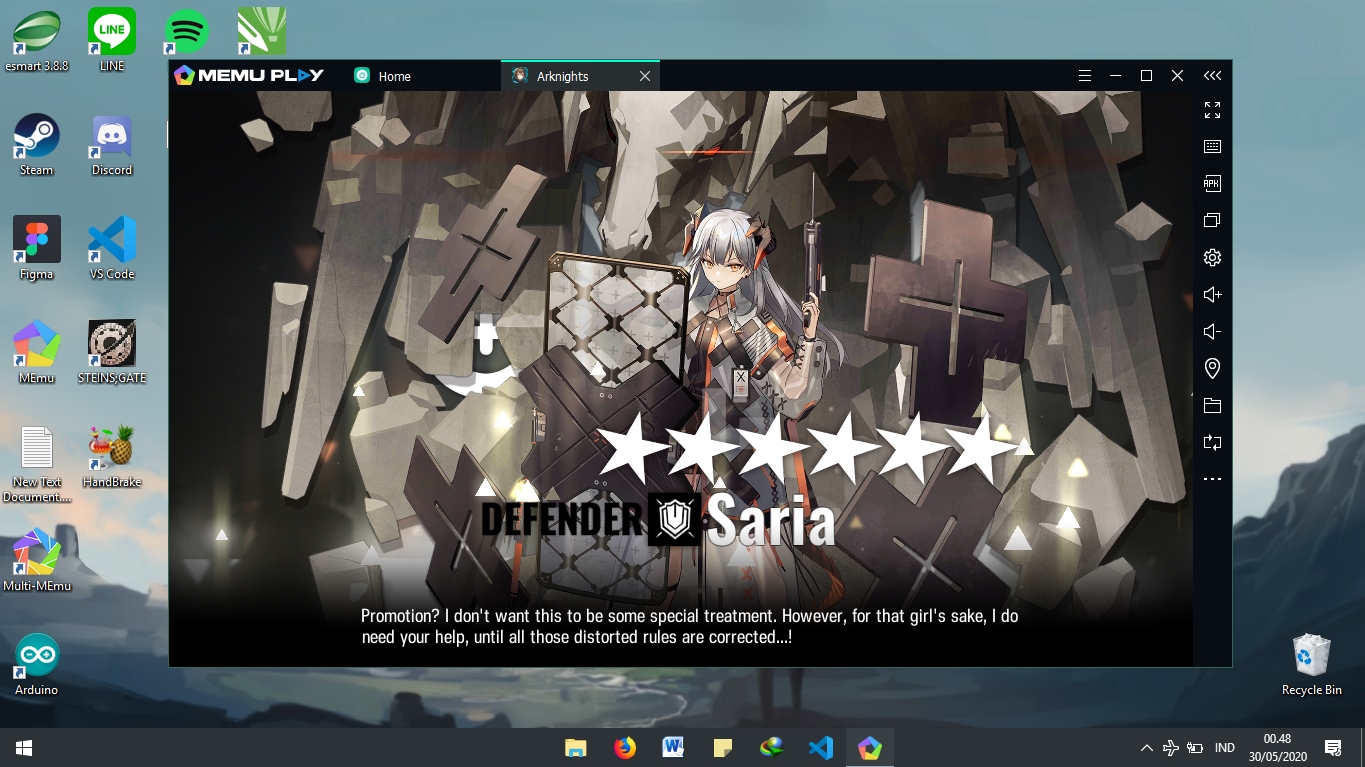 esmart 3.8.8
LINE
LINE
Steam
Discord
Figma
VS Code
MEmu
STEINS;GATE
New Text
Document....
HandBrake
Multi-MEmu
Arduino
MEMU PLAY
Home
Arknights
APK
DEFENDER
Saria
Promotion? I don't want this to be some special treatment. However, for that girl's sake, I do
need your help, until all those distorted rules are corrected...!
Recycle Bin
W
IND
00.48
30/05/2020